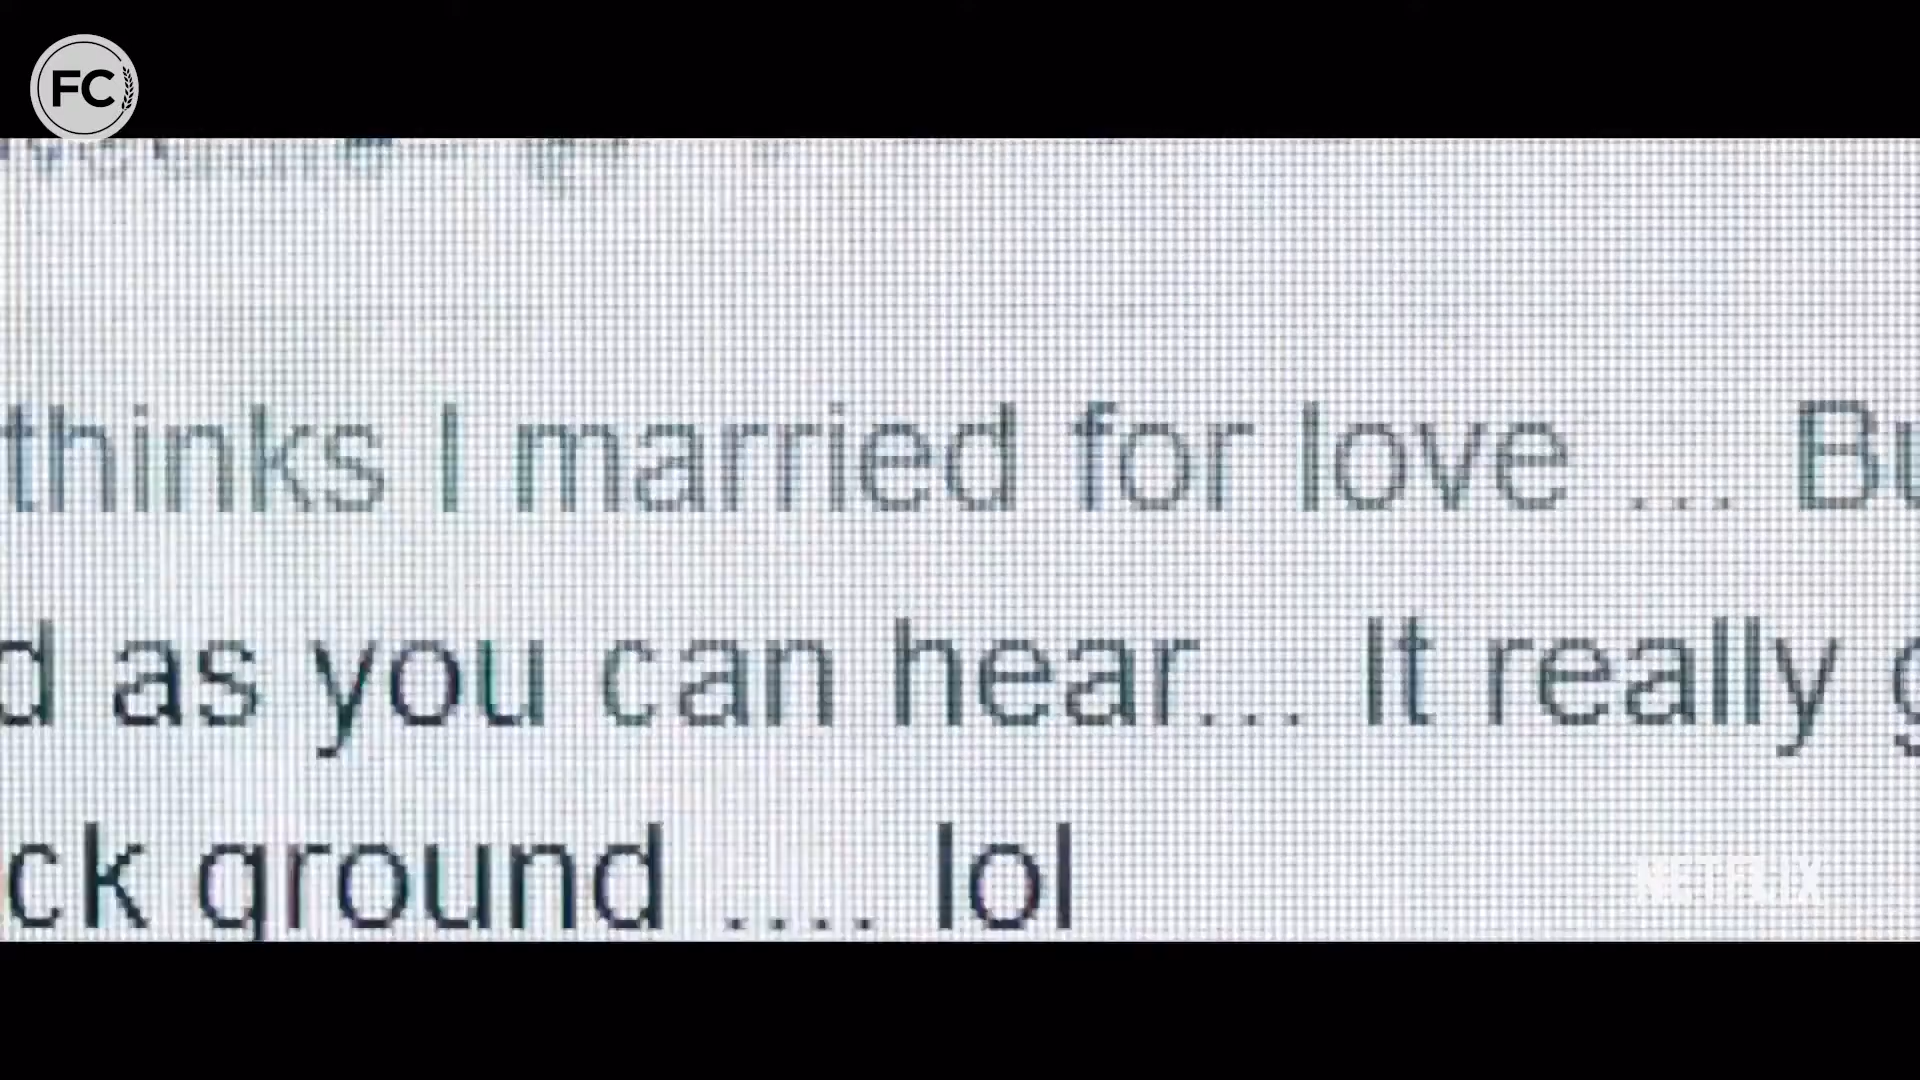 FC
thinks I married for love ... Bu
d as you can hear... It really g
ck ground .... lol
NETFLIX